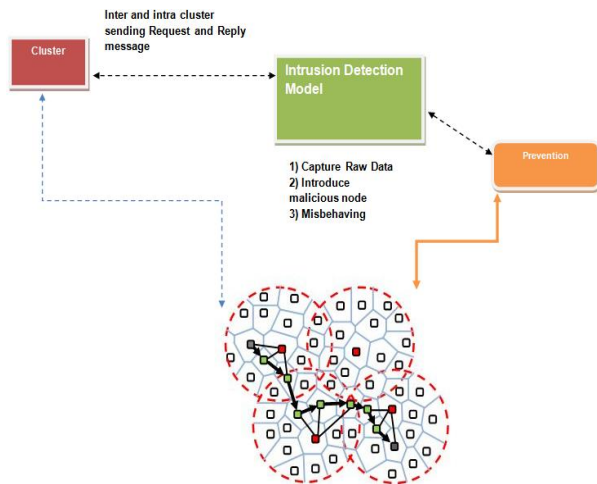 Inter and intra cluster
sending Request and Reply
message
Cluster
Intrusion Detection
Model
Prevention
1) Capture Raw Data
2) Introduce
malicious node
3) Misbehaving